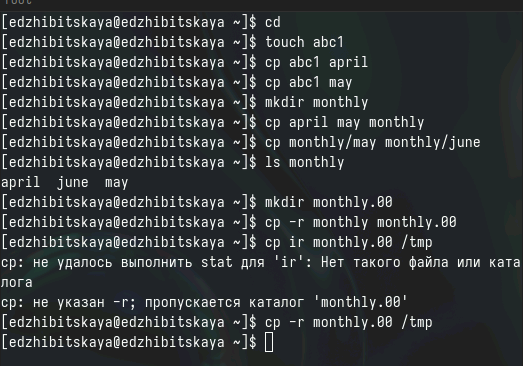 [edzhibitskaya@edzhibitskaya ~]$ cd
[edzhibitskaya@edzhibitskaya ~]$ touch abc1
[edzhibitskaya@edzhibitskaya ~]$ cp abc1 april
[edzhibitskaya@edzhibitskaya ~]$ cp abc1 may
[edzhibitskaya@edzhibitskaya ~]$ mkdir monthly
[edzhibitskaya@edzhibitskaya ~]$ cp april may monthly
[edzhibitskaya@edzhibitskaya ~]$ cp monthly/may monthly/june
[edzhibitskaya@edzhibitskaya ~]$ ls monthly
april  june  may
[edzhibitskaya@edzhibitskaya ~]$ mkdir monthly.00
[edzhibitskaya@edzhibitskaya ~]$ cp -r monthly monthly.00
[edzhibitskaya@edzhibitskaya ~]$ cp ir monthly.00 /tmp
cp: не удалось выполнить stat для 'ir': Нет такого файла или ката
лога
cp: не указан -r; пропускается каталог 'monthly.00'
[edzhibitskaya@edzhibitskaya ~]$ cp -r monthly.00 /tmp
[edzhibitskaya@edzhibitskaya ~]$